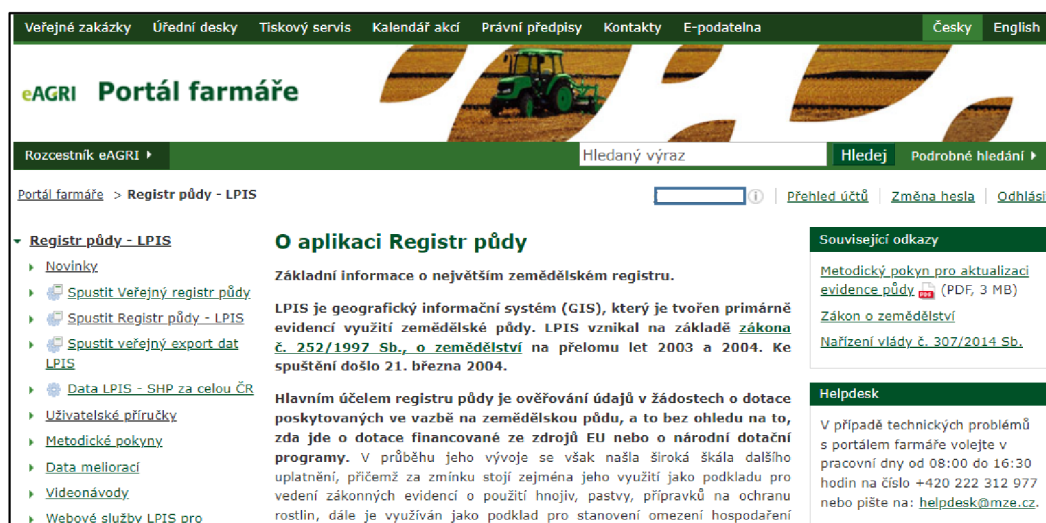 Veřejné zakázky Úřední desky Tiskový servis Kalendář akcí Právní předpisy Kontakty E-podatelna Česky English
eAGRI Portál farmáře
Rozcestník eAGRI Hledaný výraz Hledej Podrobné hledání
Portál farmáře > Registr půdy - LPIS Přehled účtů Změna hesla Odhlási
Registr půdy - LPIS
Novinky
Spustit Veřejný registr půdy
Spustit Registr půdy - LPIS
Spustit veřejný export dat
LPIS
Data LPIS - SHP za celou ČR
Uživatelské příručky
Metodické pokyny
Data meliorací
Videonávody
Webové služby LPIS pro
O aplikaci Registr půdy
Základní informace o největším zemědělském registru.
LPIS je geografický informační systém (GIS), který je tvořen primárně
evidencí využití zemědělské půdy. LPIS vznikal na základě zákona
č. 252/1997 Sb., o zemědělství na přelomu let 2003 a 2004. Ke
spuštění došlo 21. března 2004.
Hlavním účelem registru půdy je ověřování údajů v žádostech o dotace
poskytovaných ve vazbě na zemědělskou půdu, a to bez ohledu na to,
zda jde o dotace financované ze zdrojů EU nebo o národní dotační
programy. V průběhu jeho vývoje se však našla široká škála dalšího
uplatnění, přičemž za zmínku stojí zejména jeho využití jako podkladu pro
vedení zákonných evidencí o použití hnojiv, pastvy, přípravků na ochranu
rostlin, dále je využíván jako podklad pro stanovení omezení hospodaření
Související odkazy
Metodický pokyn pro aktualizaci
evidence půdy (PDF, 3 MB)
Zákon o zemědělství
Nařízení vlády č. 307/2014 Sb.
Helpdesk
V případě technických problémů
s portálem farmáře volejte v
pracovní dny od 08:00 do 16:30
hodin na číslo +420 222 312 977
nebo pište na: helpdesk@mze.cz.